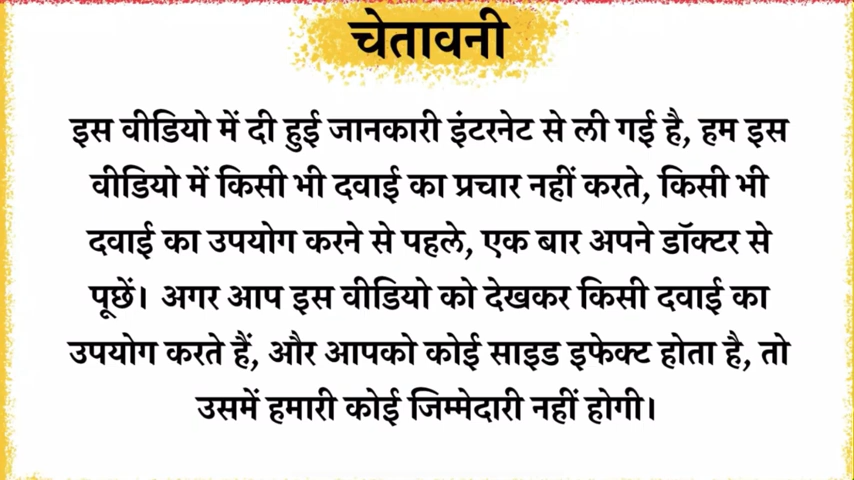 चेतावनी
इस वीडियो में दी हुई जानकारी इंटरनेट से ली गई है, हम इस
वीडियो में किसी भी दवाई का प्रचार नहीं करते, किसी भी
दवाई का उपयोग करने से पहले, एक बार अपने डॉक्टर से
पूछें। अगर आप इस वीडियो को देखकर किसी दवाई का
उपयोग करते हैं, और आपको कोई साइड इफेक्ट होता है, तो
उसमें हमारी कोई जिम्मेदारी नहीं होगी।